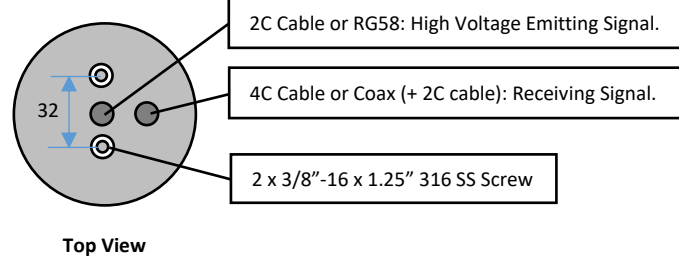 2C Cable or RG58: High Voltage Emitting Signal.
4C Cable or Coax (+ 2C cable): Receiving Signal.
32
2 x 3/8”-16 x 1.25” 316 SS Screw
Top View